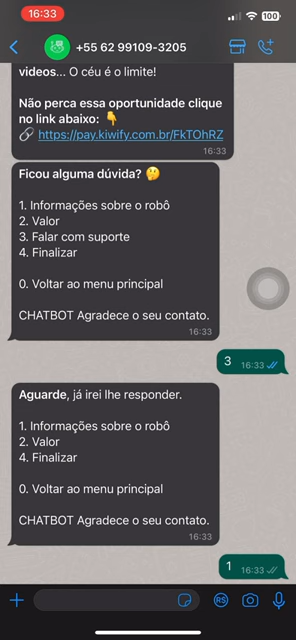 16:33
100
+55 62 99109-3205
videos... O céu é o limite!
Não perca essa oportunidade clique
no link abaixo: 👇
🔗 https://pay.kiwify.com.br/FkTOhRZ
16:33
Ficou alguma dúvida? 🤔
1. Informações sobre o robô
2. Valor
3. Falar com suporte
4. Finalizar
0. Voltar ao menu principal
CHATBOT Agradece o seu contato.
16:33
3 16:33
Aguarde, já irei lhe responder.
1. Informações sobre o robô
2. Valor
4. Finalizar
0. Voltar ao menu principal
CHATBOT Agradece o seu contato.
16:33
1 16:33
R$